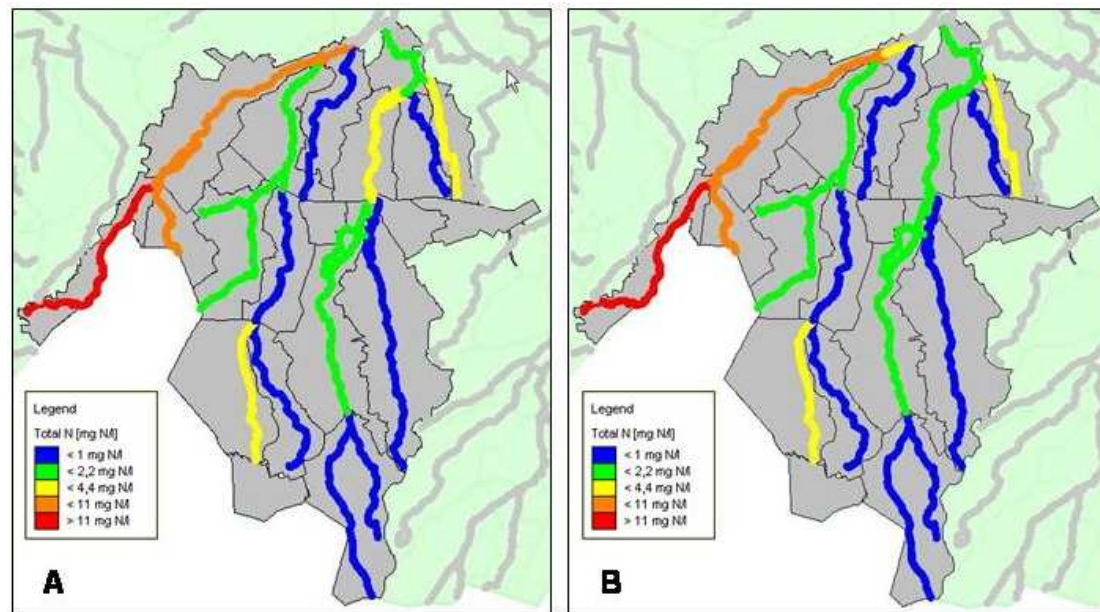 Legend
Total N [mg N/l]
< 1 mg N/l
< 2,2 mg N/l
< 4,4 mg N/l
< 11 mg N/l
> 11 mg N/l
A
Legend
Total N [mg N/l]
< 1 mg N/l
< 2,2 mg N/l
< 4,4 mg N/l
< 11 mg N/l
> 11 mg N/l
B